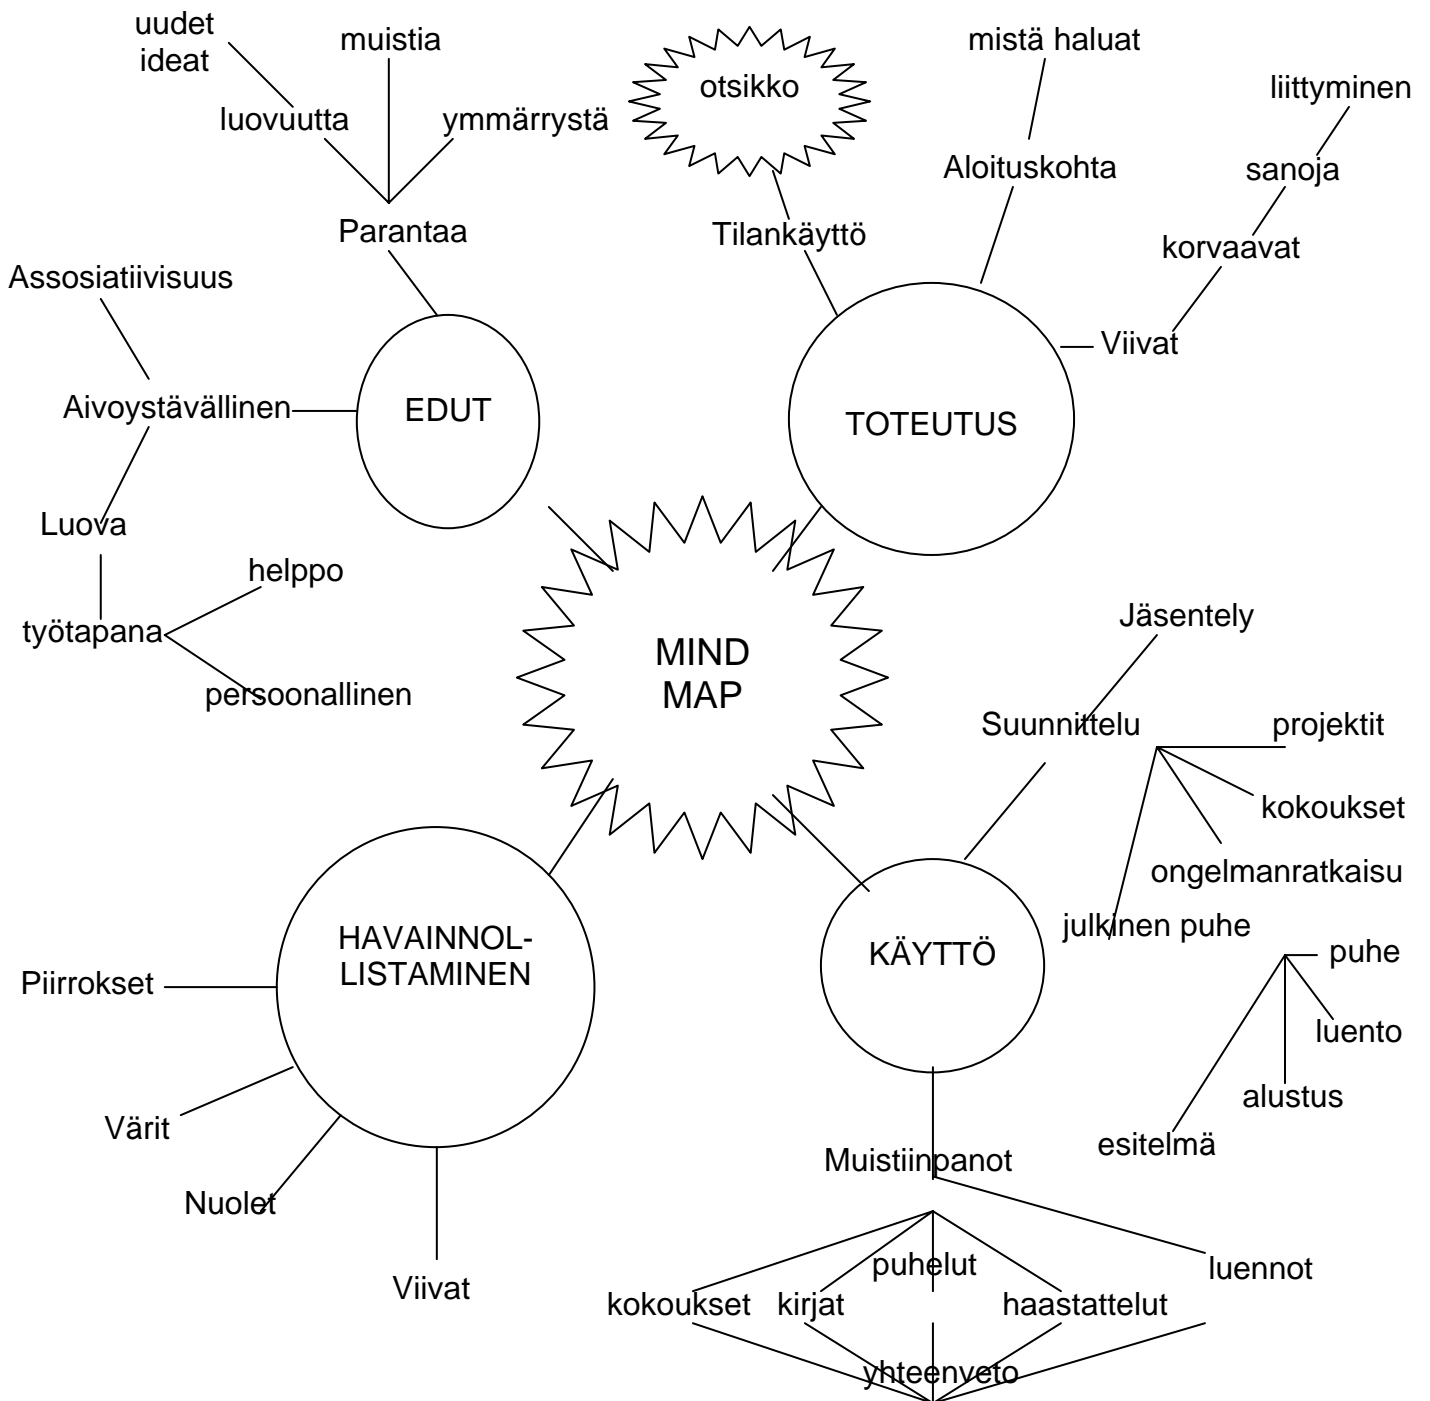 uudet
ideat
muistia
luovuutta
ymmärrystä
Parantaa
Assosiatiivisuus
Aivoystävällinen
EDUT
Luova
työtapana
helppo
persoonallinen
otsikko
Tilankäyttö
mistä haluat
Aloituskohta
liittyminen
sanoja
korvaavat
Viivat
TOTEUTUS
MIND
MAP
Jäsentely
Suunnittelu
projektit
kokoukset
ongelmanratkaisu
julkinen puhe
puhe
luento
alustus
esitelmä
KÄYTTÖ
Muistiinpanot
puhelut
luennot
kokoukset
kirjat
haastattelut
yhteenveto
HAVAINNOL-
LISTAMINEN
Piirrokset
Värit
Nuolet
Viivat